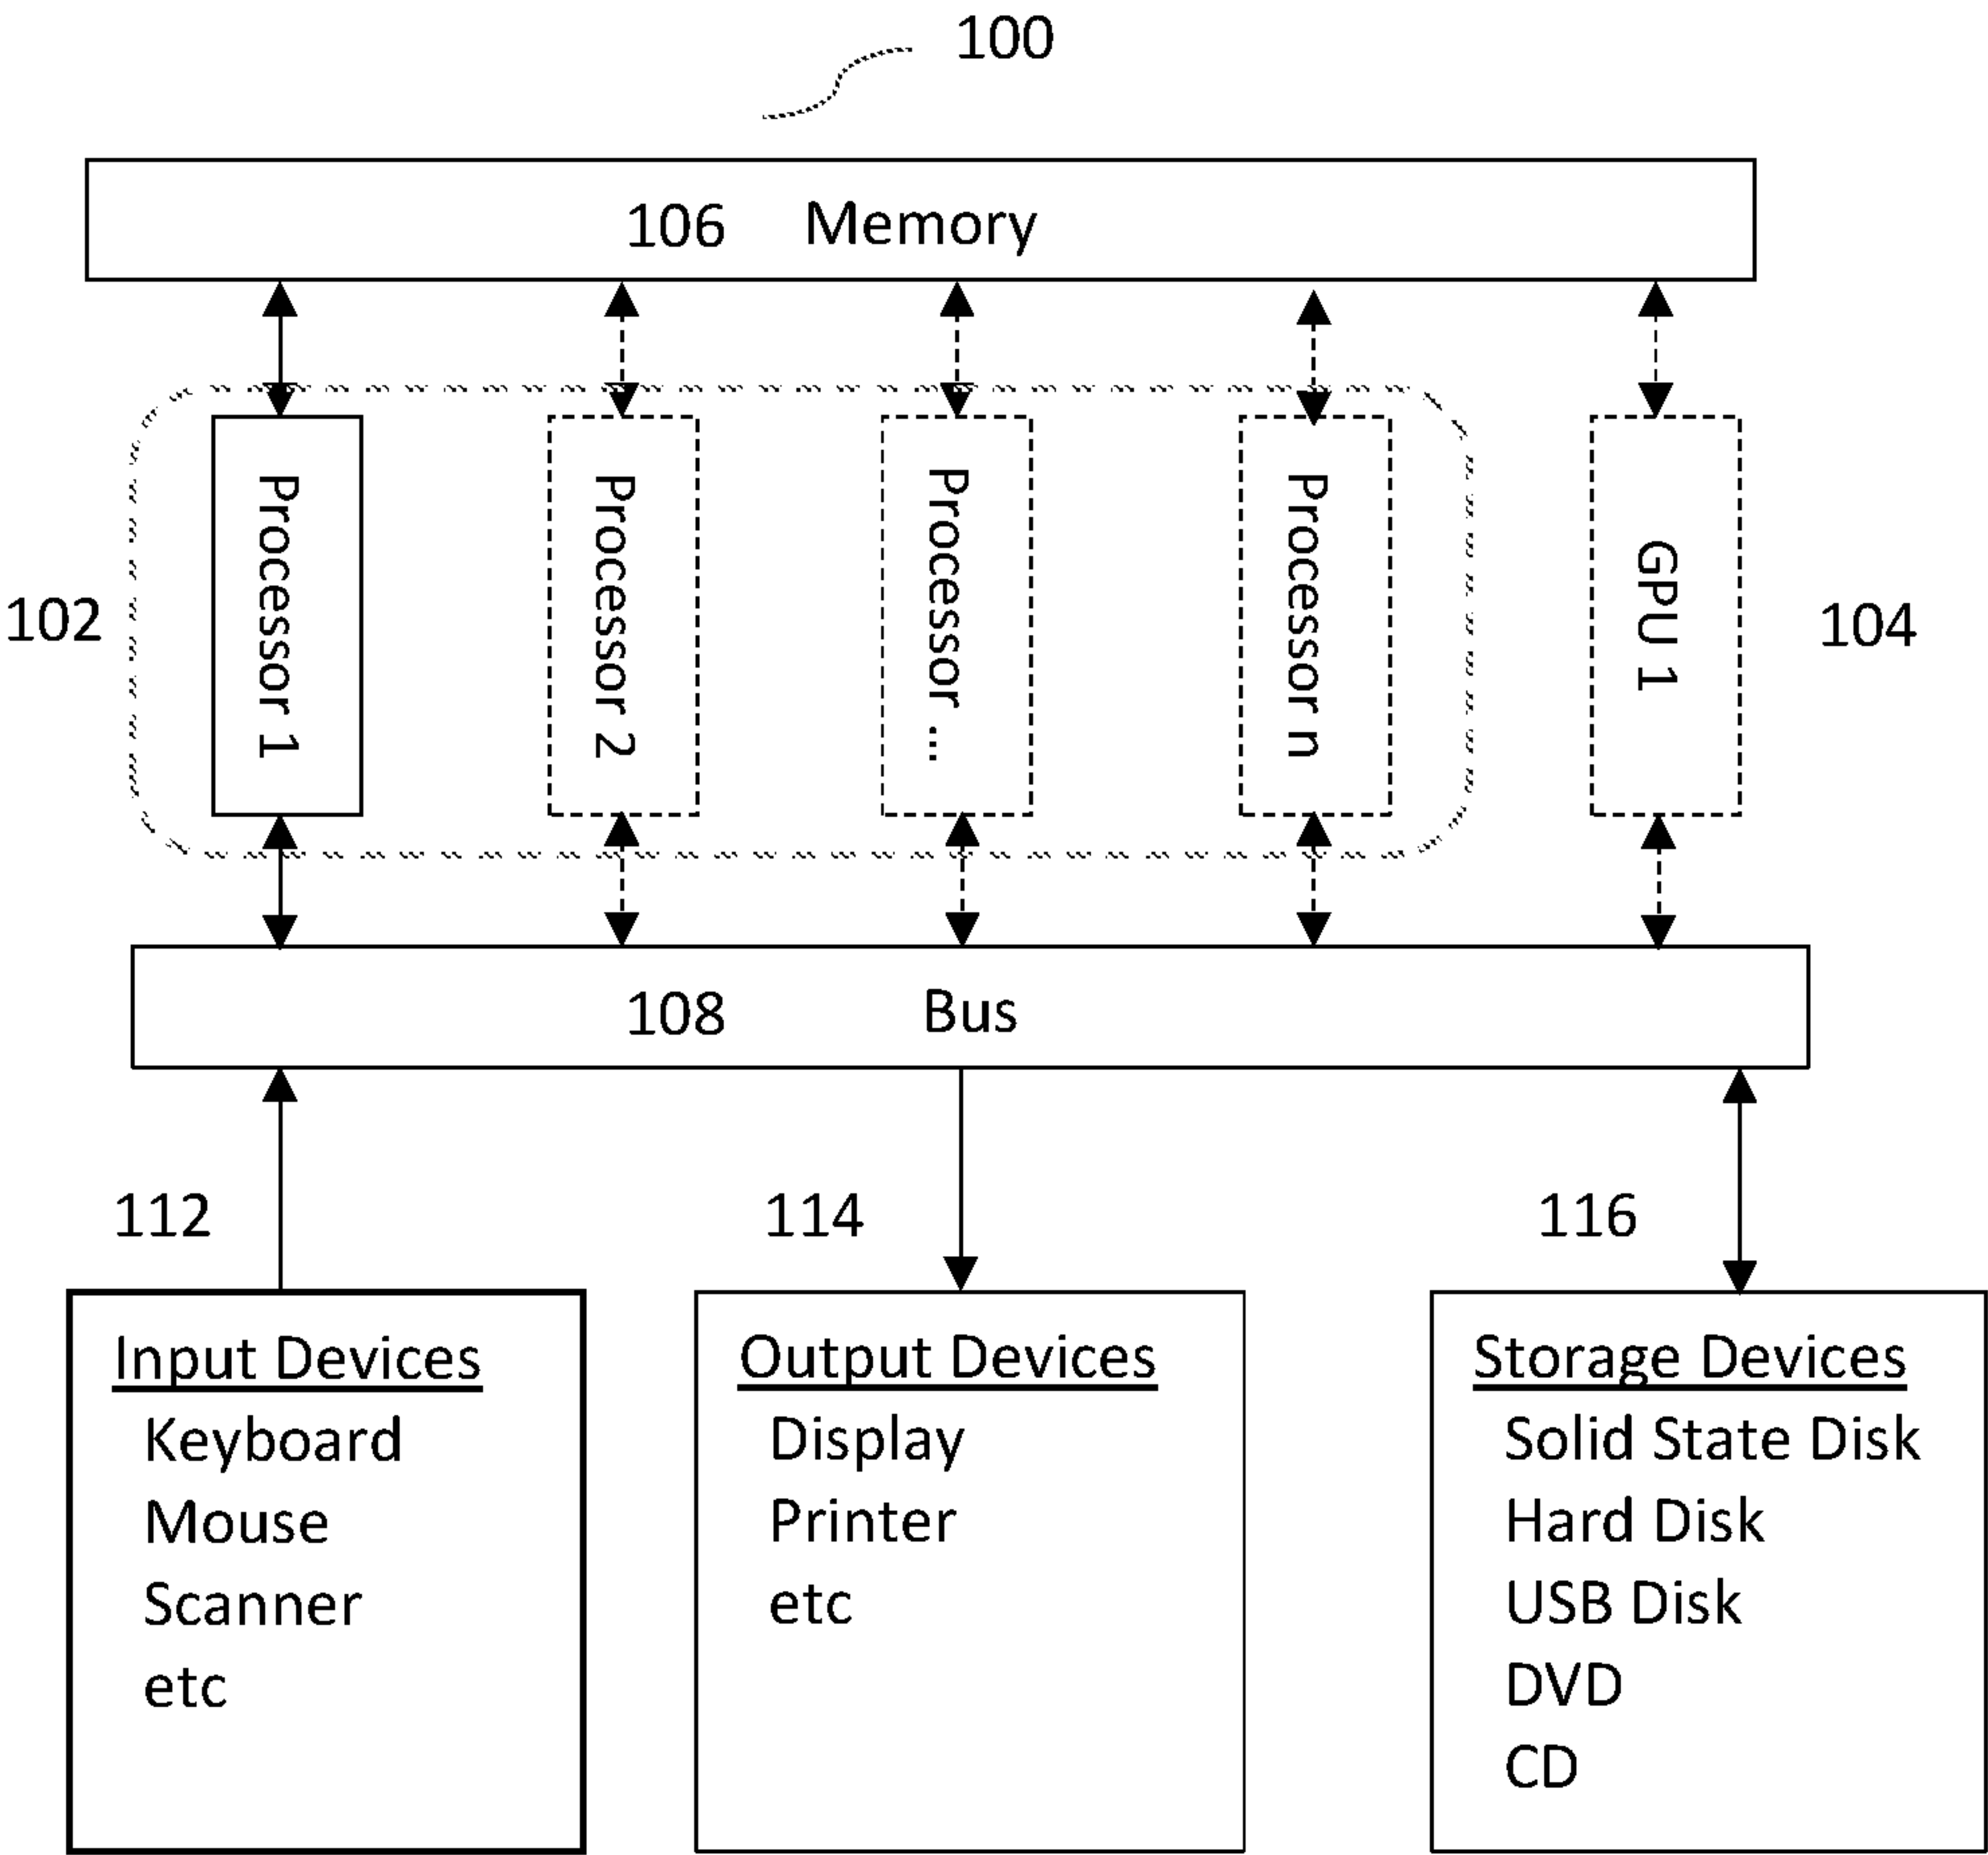 100
106 Memory
102
Processor 1
Processor 2
Processor ...
Processor n
GPU 1
104
108 Bus
112
114
116
Input Devices
Keyboard
Mouse
Scanner
etc
Output Devices
Display
Printer
etc
Storage Devices
Solid State Disk
Hard Disk
USB Disk
DVD
CD